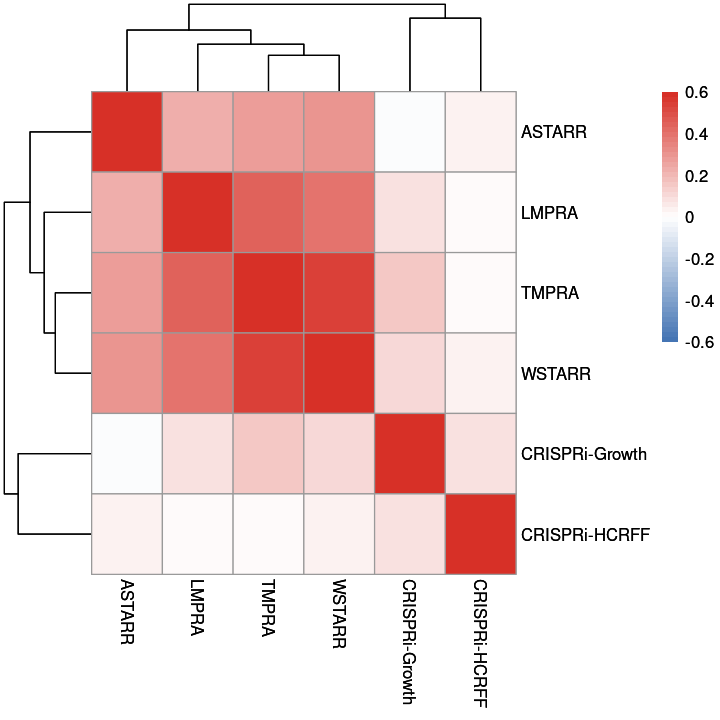 0.6
0.4
0.2
0
-0.2
-0.4
-0.6
ASTARR
LMPRA
TMPRA
WSTARR
CRISPRi-Growth
CRISPRi-HCRFF
ASTARR
LMPRA
TMPRA
WSTARR
CRISPRi-Growth
CRISPRi-HCRFF